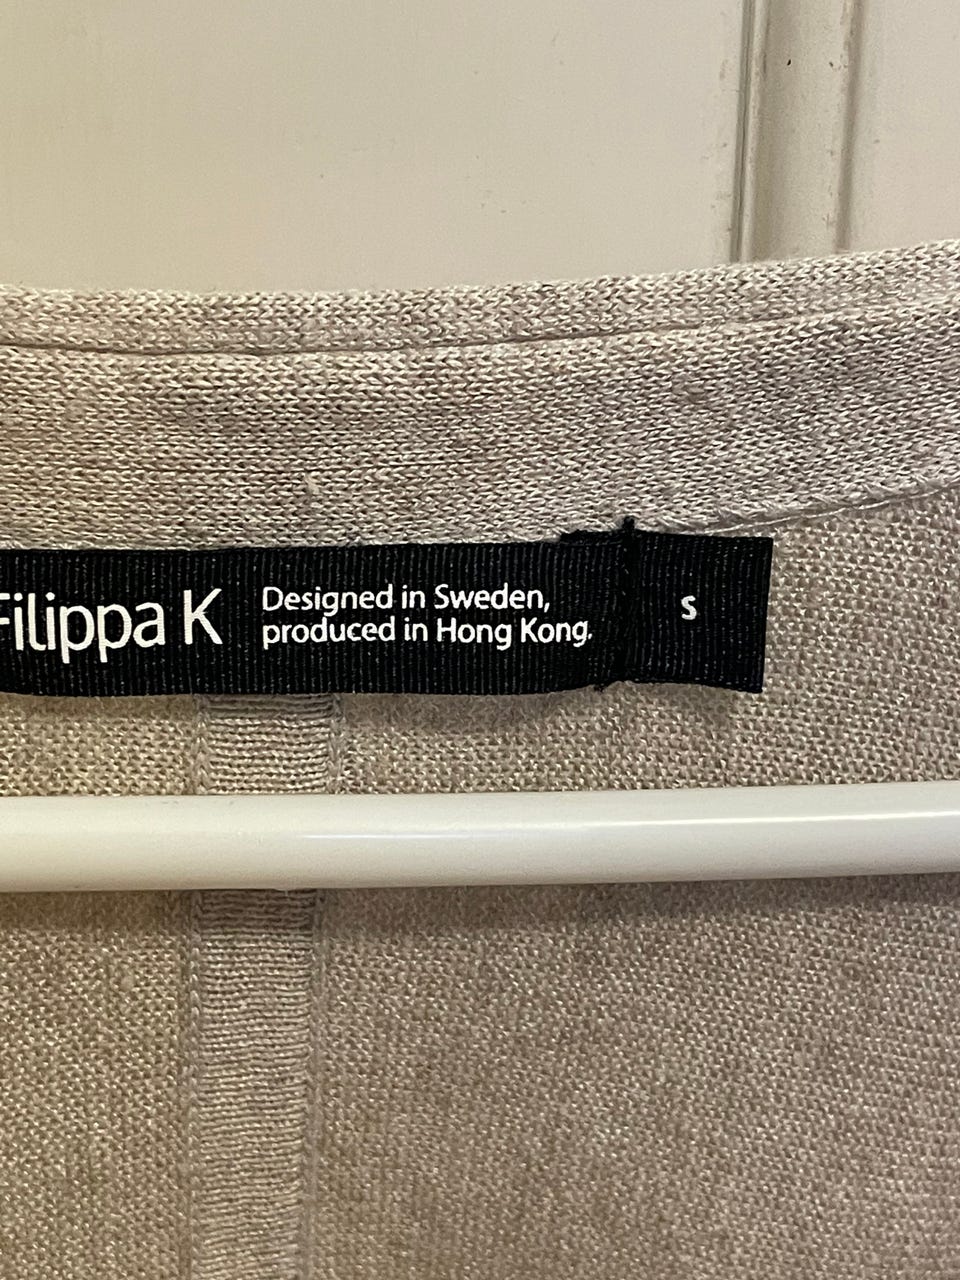 Filippa K
Designed in Sweden,
produced in Hong Kong.
S